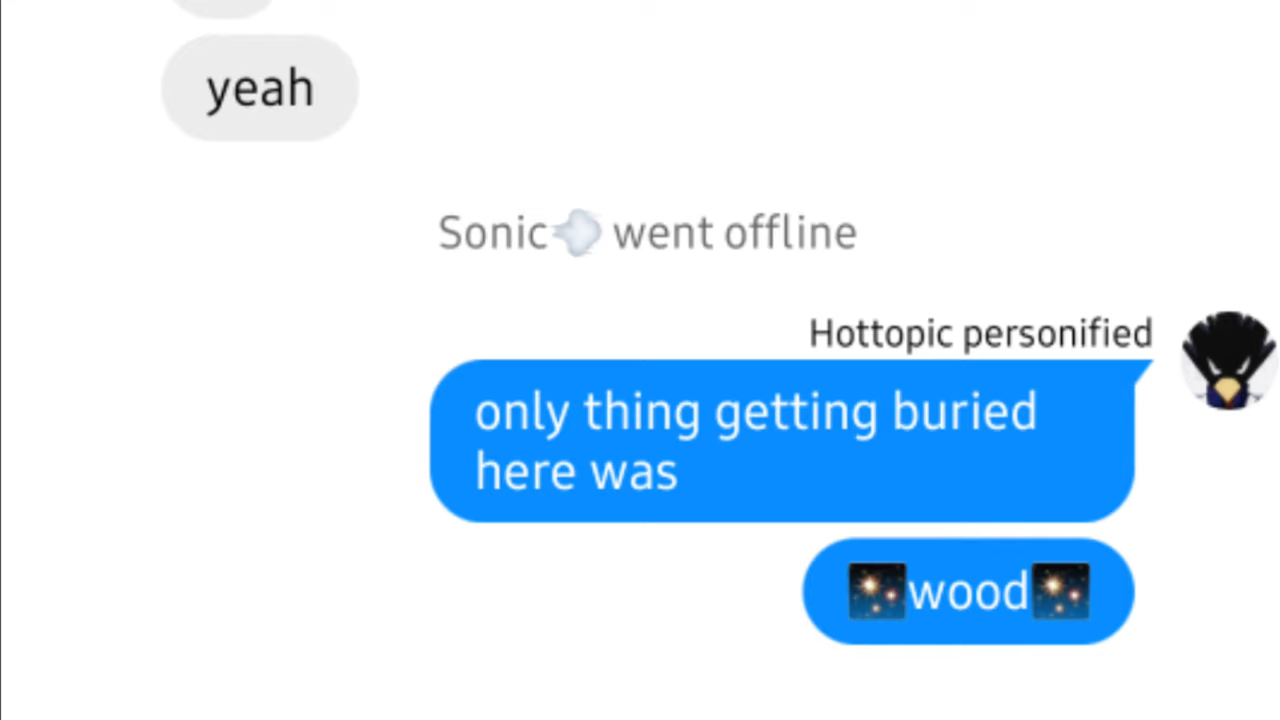 yeah
Sonic💨 went offline
Hottopic personified
only thing getting buried
here was
🎆wood🎆